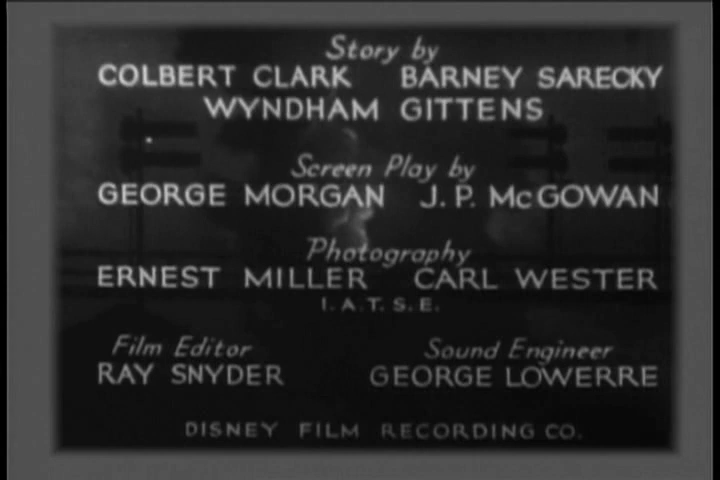 Story by
COLBERT CLARK BARNEY SARECKY
WYNDHAM GITTENS
Screen Play by
GEORGE MORGAN J. P. McGOWAN
Photography
ERNEST MILLER CARL WESTER
I. A. T. S. E.
Film Editor Sound Engineer
RAY SNYDER GEORGE LOWERRE
DISNEY FILM RECORDING CO.